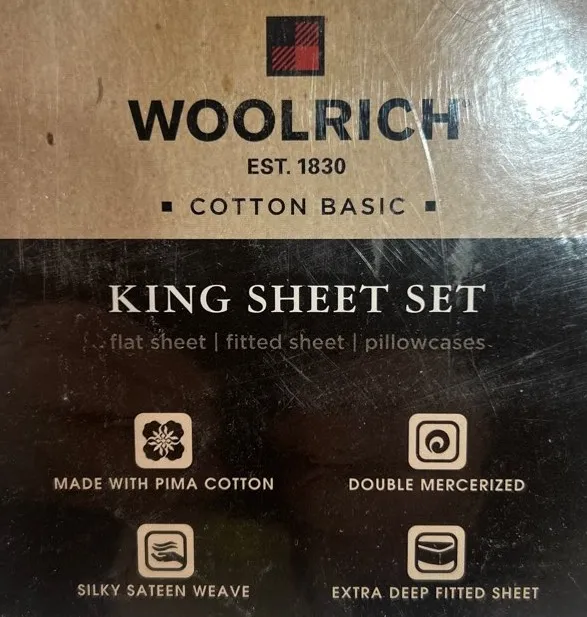 WOOLRICH
EST. 1830
▪ COTTON BASIC ▪
KING SHEET SET
flat sheet | fitted sheet | pillowcases
MADE WITH PIMA COTTON
DOUBLE MERCERIZED
SILKY SATEEN WEAVE
EXTRA DEEP FITTED SHEET